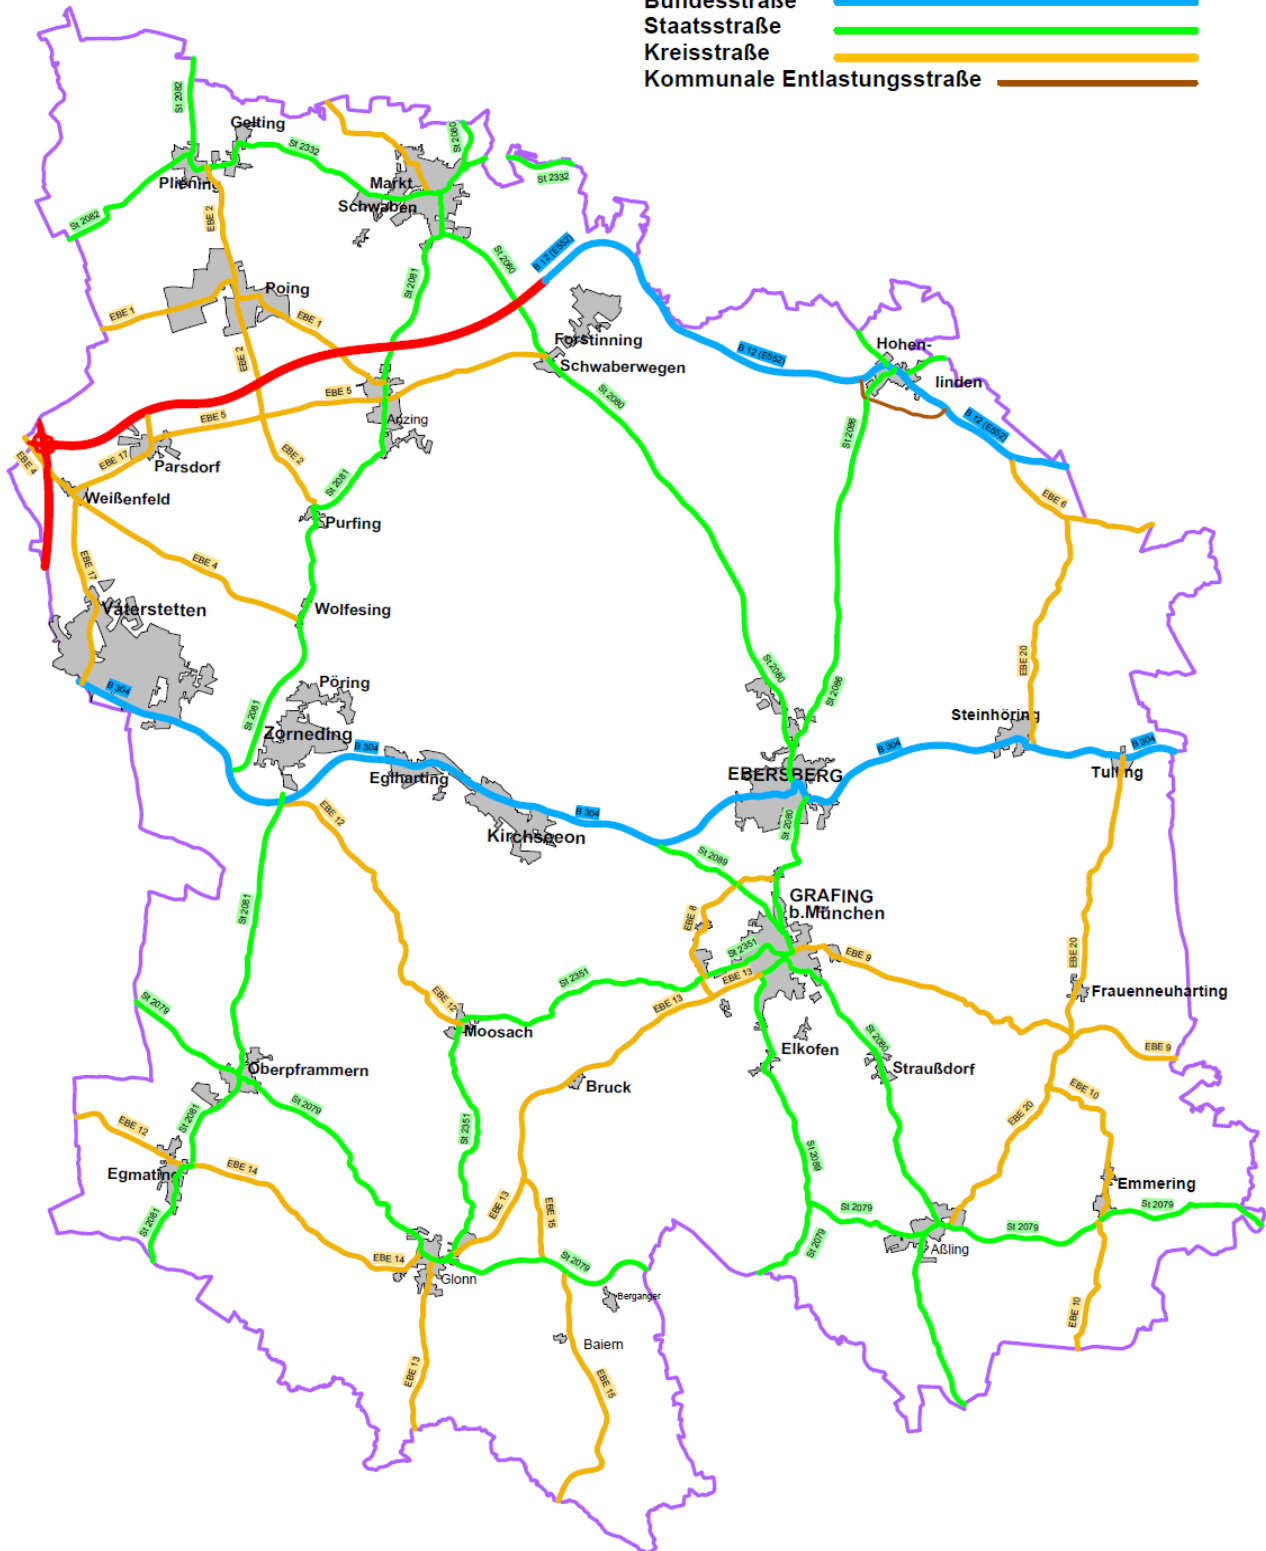 Bundesstraße
Staatsstraße
Kreisstraße
Kommunale Entlastungsstraße
St 2082
Gelting
St 2332
St 2080
Pliening
Markt
Schwaben
St 2332
St 2082
EBE 2
St 2080
B 12 (E552)
St 2081
Poing
EBE 1
EBE 1
EBE 2
Forstinning
Schwaberwegen
B 12 (E552)
Hohen-
linden
EBE 5
EBE 5
St 2080
Anzing
St 2086
B 12 (E552)
EBE 4
EBE 17
Parsdorf
EBE 2
St 2081
Weißenfeld
Purfing
EBE 6
EBE 17
EBE 4
Vaterstetten
Wolfesing
EBE 20
St 2080
St 2086
B 304
Pöring
St 2081
Zorneding
B 304
Eglharting
Steinhöring
B 304
B 304
Tulling
EBERSBERG
EBE 12
B 304
Kirchseeon
St 2080
St 2089
GRAFING
b.München
St 2081
EBE 8
St 2351
EBE 9
EBE 20
St 2351
EBE 13
EBE 13
Frauenneuharting
St 2079
EBE 12
Moosach
Elkofen
St 2080
EBE 9
Oberpframmern
Bruck
Straußdorf
EBE 10
St 2079
St 2081
EBE 20
EBE 12
St 2351
Egmating
EBE 14
St 2089
Emmering
EBE 13
EBE 15
St 2079
St 2079
St 2081
St 2079
St 2079
Aßling
EBE 14
St 2079
Glonn
Berganger
EBE 10
Baiern
EBE 13
EBE 15